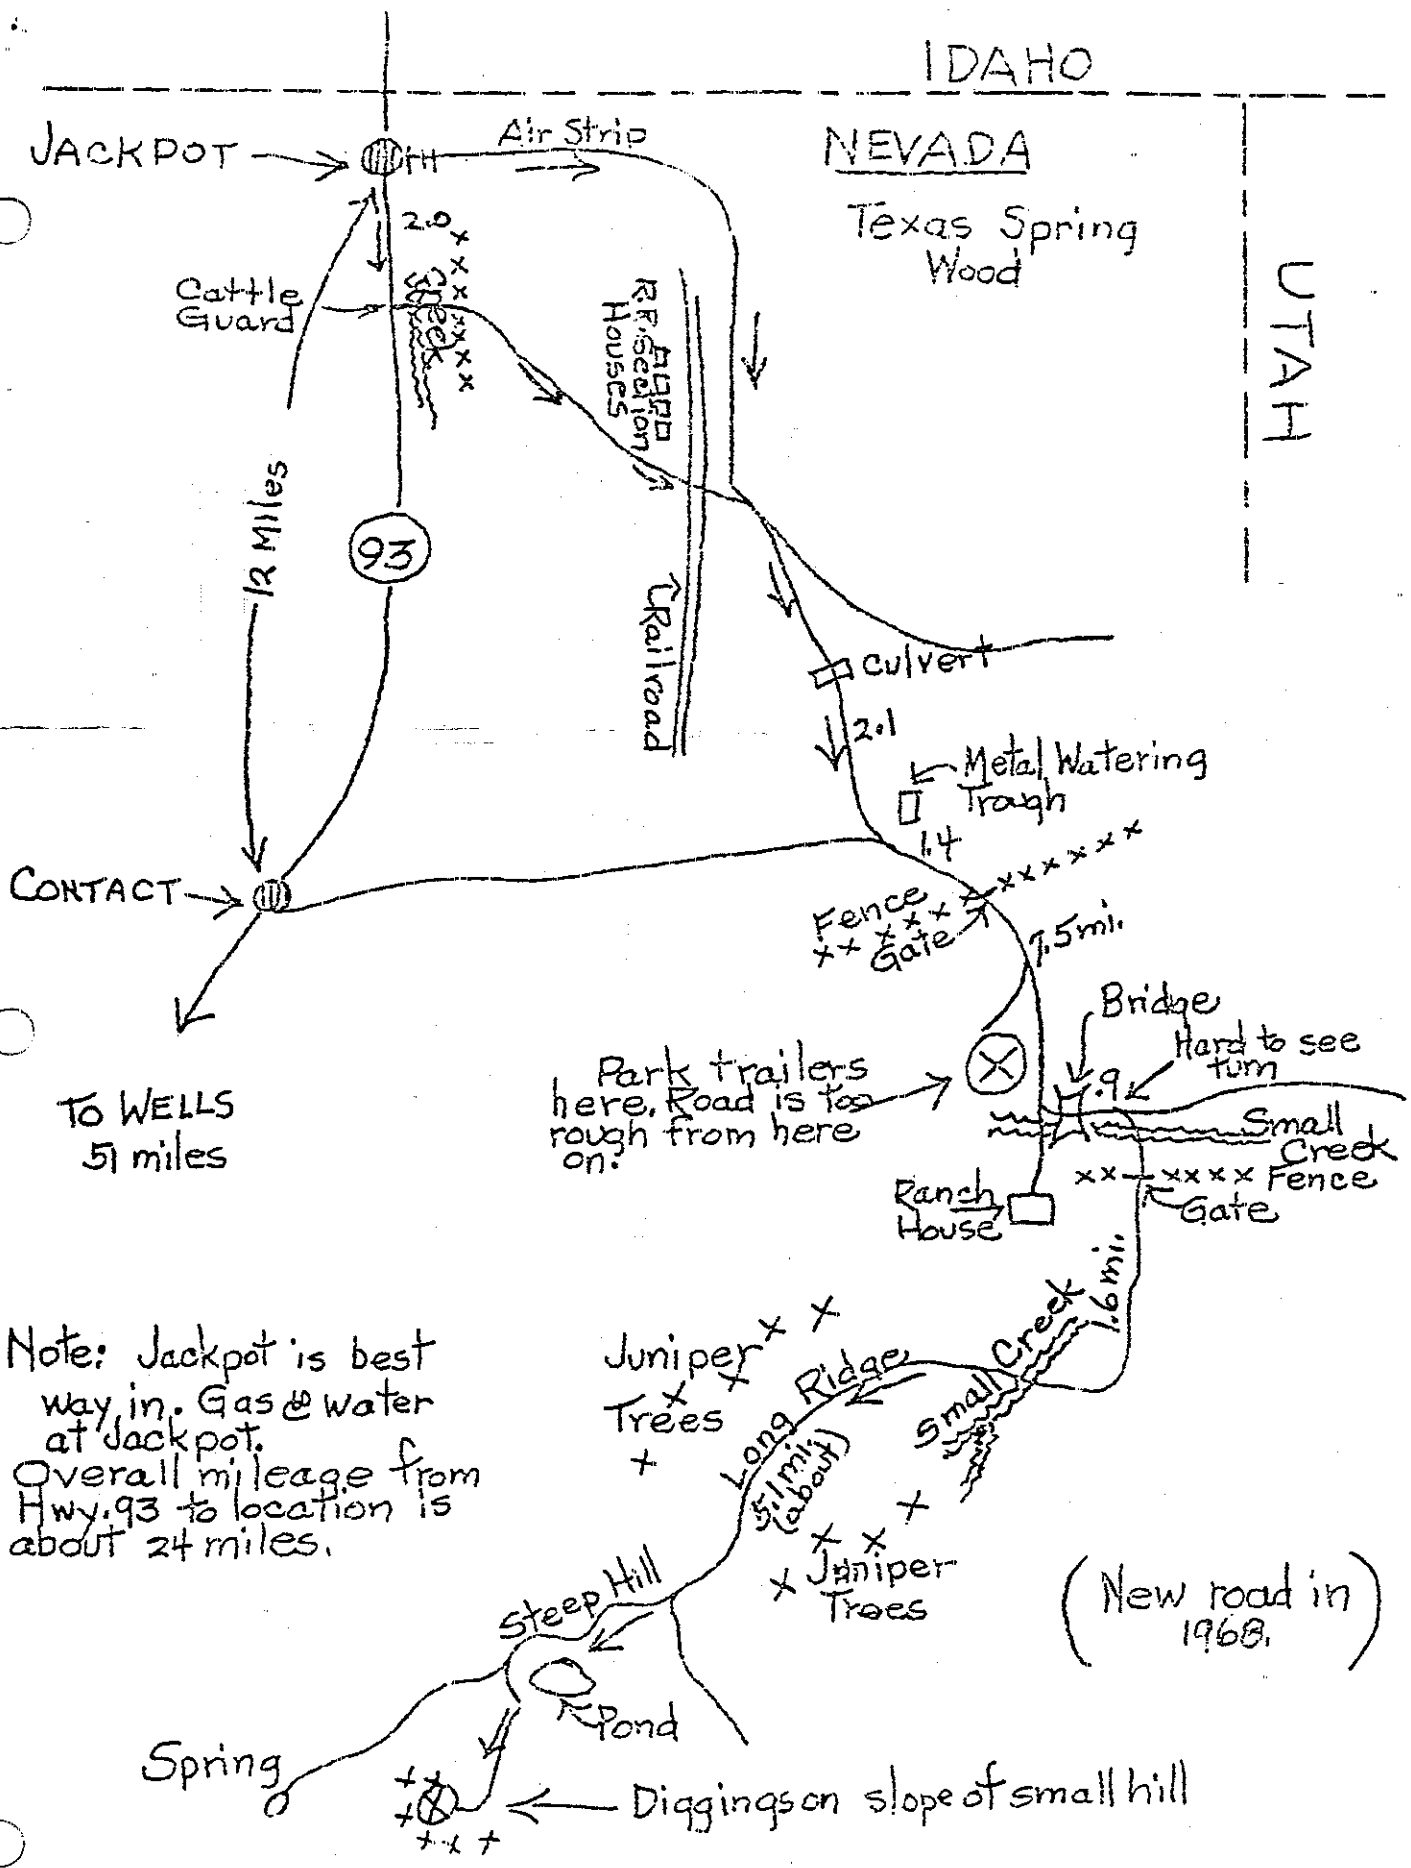 IDAHO
JACKPOT
Air Strip
NEVADA
Texas Spring
Wood
UTAH
2.0
Cattle
Guard
Creek
R.R. Section
Houses
12 Miles
93
Railroad
Culvert
2.1
Metal Watering
Trough
1.4
CONTACT
Fence
Gate
7.5 mi.
Bridge
Hard to see
turn
.9
Park trailers
here. Road is too
rough from here
on.
TO WELLS
51 miles
Small
Creek
Fence
Gate
Ranch
House
1.6 mi.
Small Creek
Juniper
Trees
Long Ridge
5.1 mi.
(about)
Note: Jackpot is best
way in. Gas & water
at Jackpot.
Overall mileage from
Hwy. 93 to location is
about 24 miles.
Juniper
Trees
(New road in
1968.)
Steep Hill
Pond
Spring
Diggings on slope of small hill